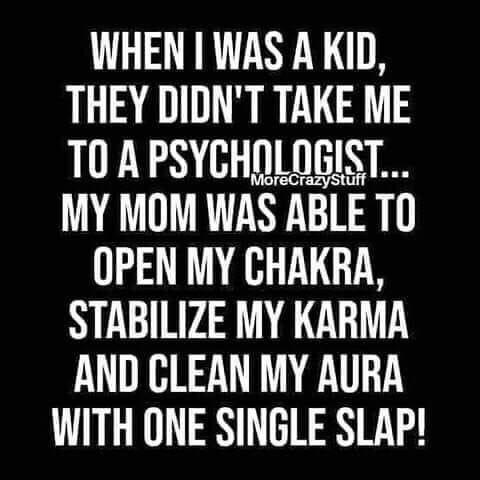 WHEN I WAS A KID,
THEY DIDN'T TAKE ME
TO A PSYCHOLOGIST...
MoreCrazyStuff
MY MOM WAS ABLE TO
OPEN MY CHAKRA,
STABILIZE MY KARMA
AND CLEAN MY AURA
WITH ONE SINGLE SLAP!